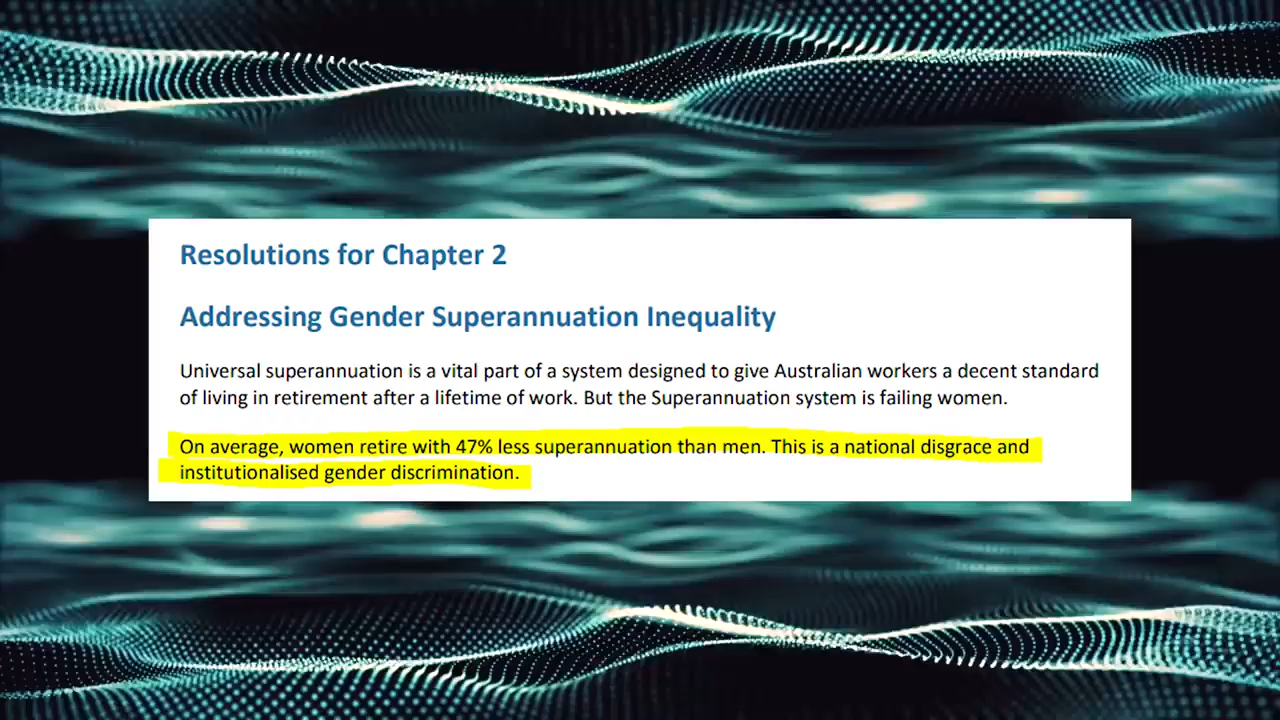 Resolutions for Chapter 2
Addressing Gender Superannuation Inequality
Universal superannuation is a vital part of a system designed to give Australian workers a decent standard
of living in retirement after a lifetime of work. But the Superannuation system is failing women.
On average, women retire with 47% less superannuation than men. This is a national disgrace and
institutionalised gender discrimination.